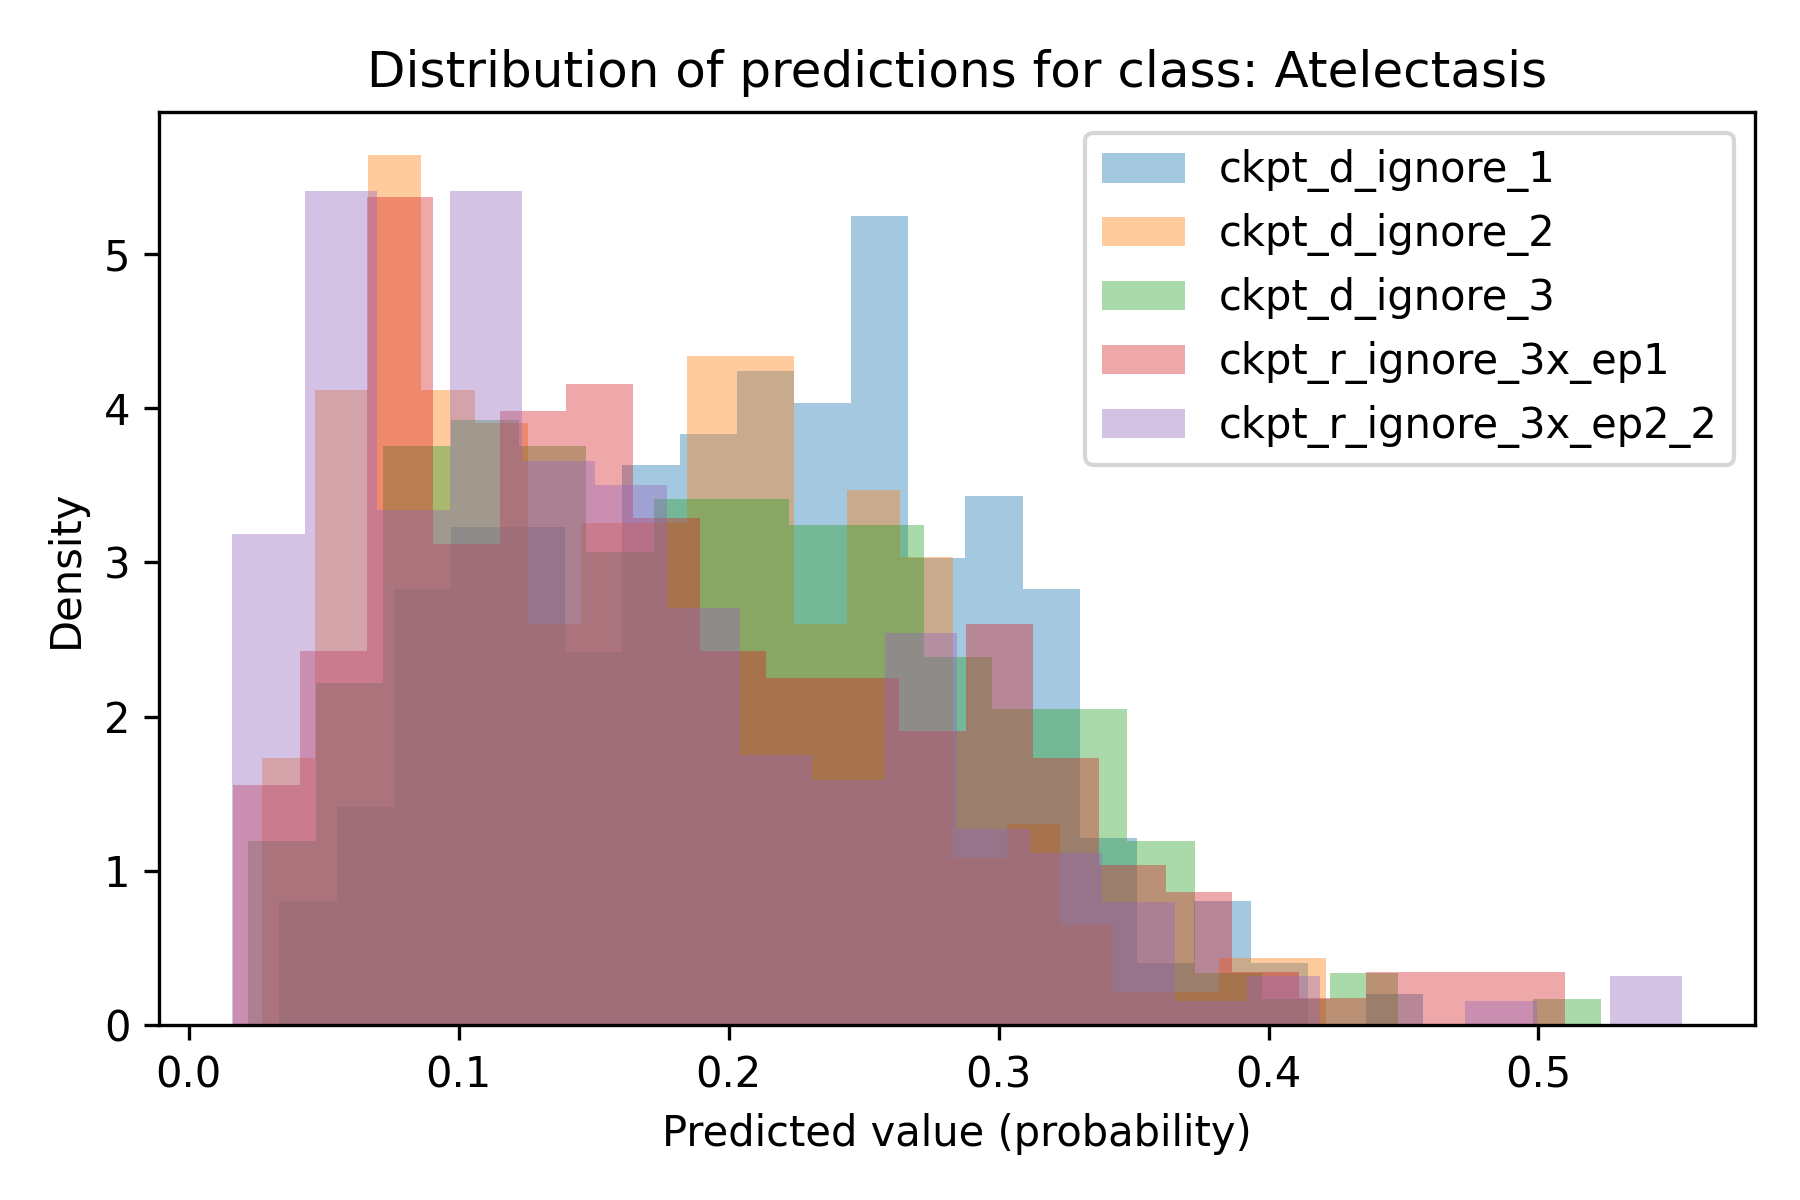 Distribution of predictions for class: Atelectasis
ckpt_d_ignore_1
ckpt_d_ignore_2
ckpt_d_ignore_3
ckpt_r_ignore_3x_ep1
ckpt_r_ignore_3x_ep2_2
Density
5
4
3
2
1
0
0.0 0.1 0.2 0.3 0.4 0.5
Predicted value (probability)